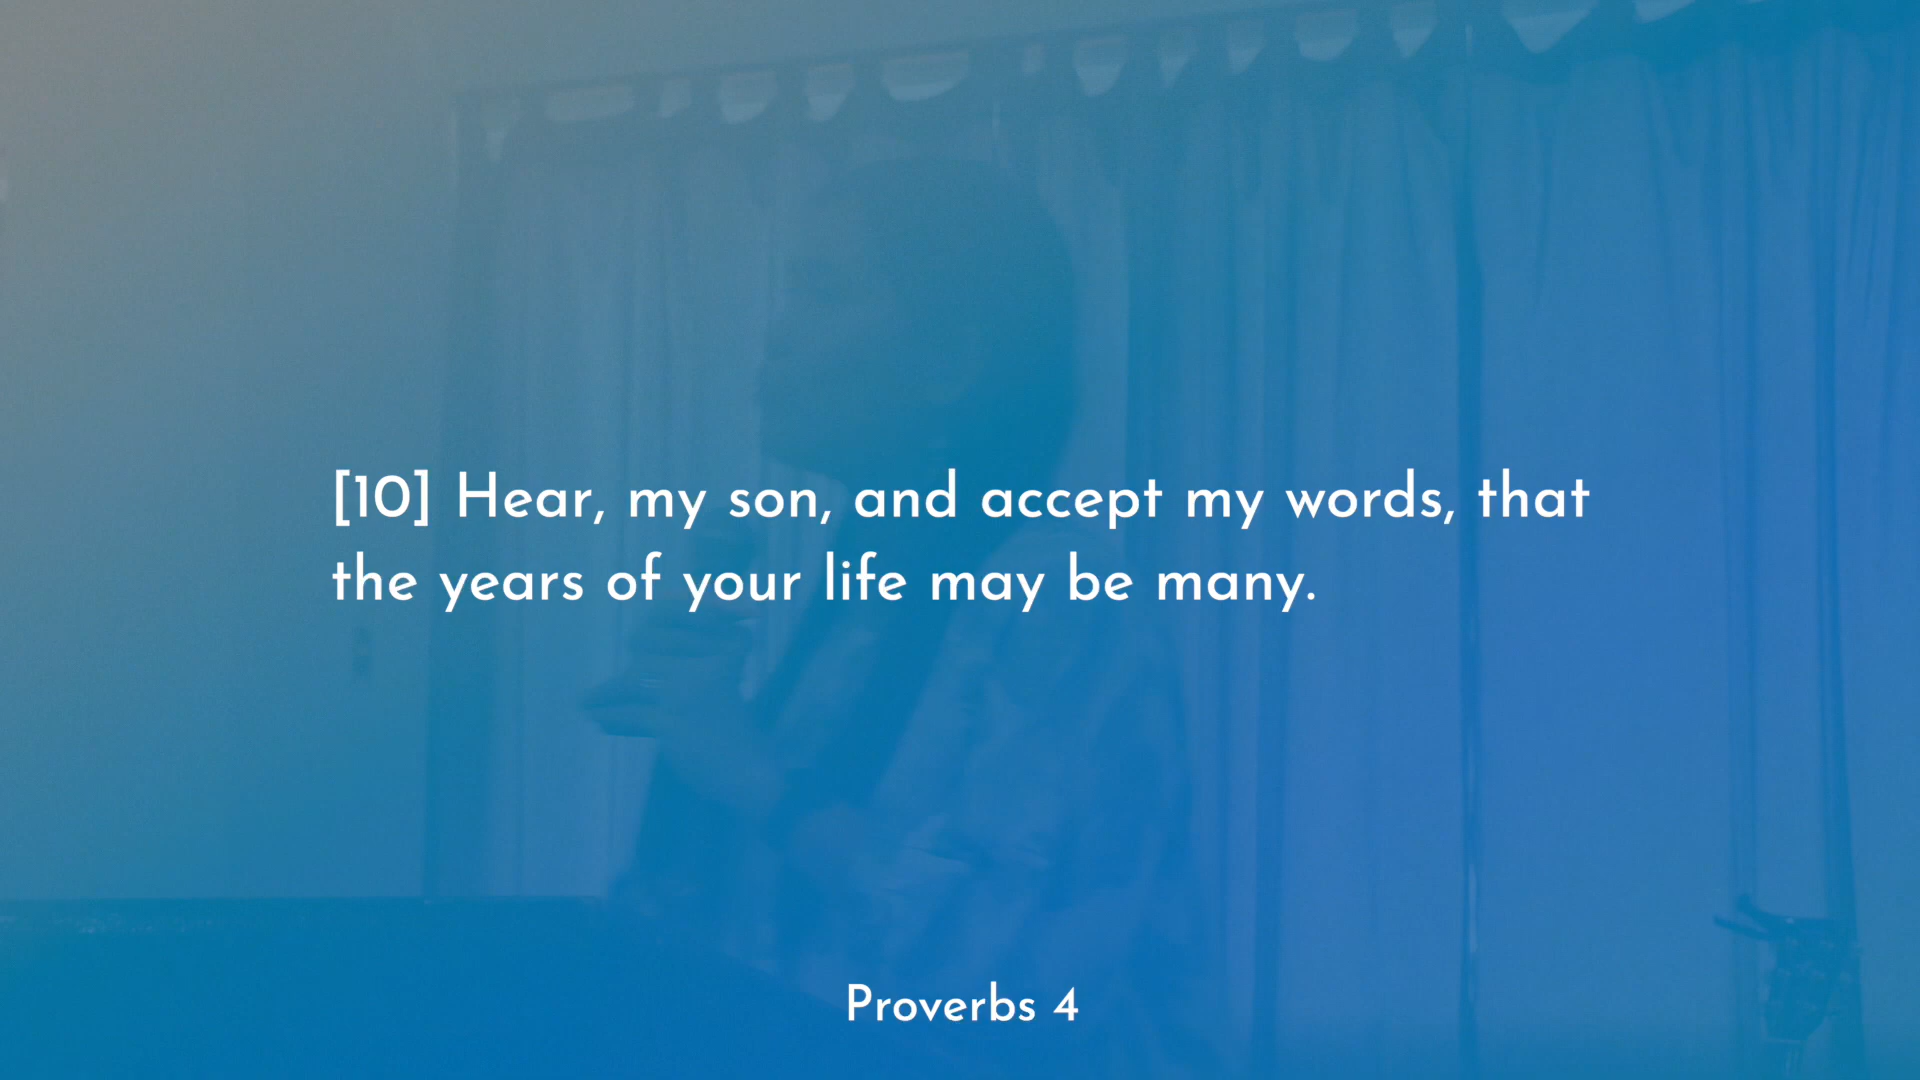 [10] Hear, my son, and accept my words, that
the years of your life may be many.
Proverbs 4